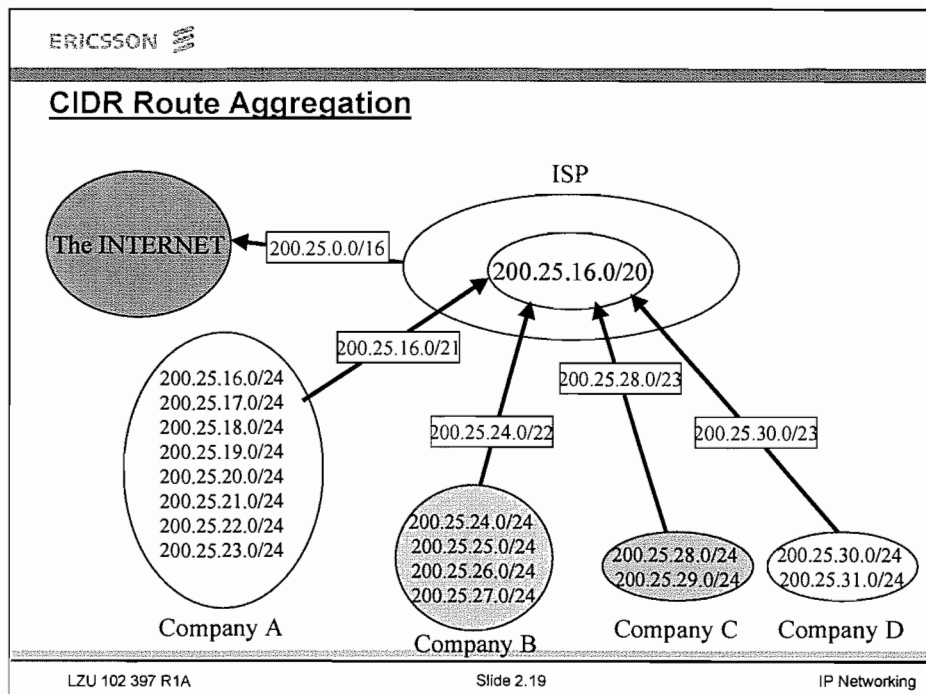 ERICSSON
CIDR Route Aggregation
ISP
The INTERNET
200.25.0.0/16
200.25.16.0/20
200.25.16.0/21
200.25.28.0/23
200.25.24.0/22
200.25.30.0/23
200.25.16.0/24
200.25.17.0/24
200.25.18.0/24
200.25.19.0/24
200.25.20.0/24
200.25.21.0/24
200.25.22.0/24
200.25.23.0/24
Company A
200.25.24.0/24
200.25.25.0/24
200.25.26.0/24
200.25.27.0/24
Company B
200.25.28.0/24
200.25.29.0/24
Company C
200.25.30.0/24
200.25.31.0/24
Company D
LZU 102 397 R1A
Slide 2.19
IP Networking